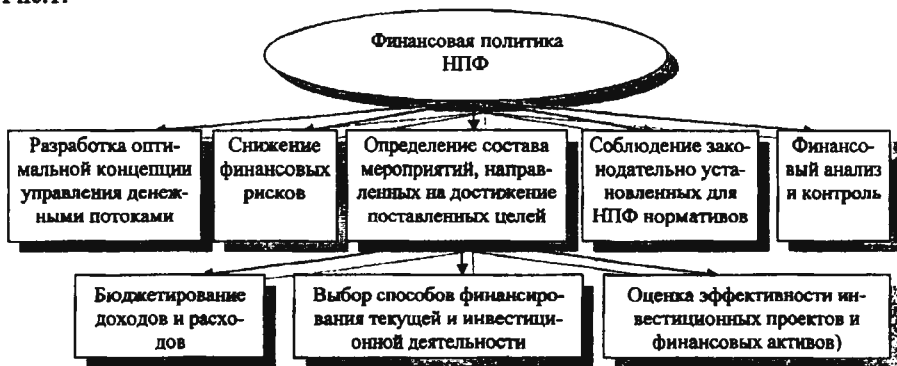 Финансовая политика
НПФ
Разработка опти-
мальной концепции
управления денеж-
ными потоками
Снижение
финансовых
рисков
Определение состава
мероприятий, направ-
ленных на достижение
поставленных целей
Соблюдение зако-
нодательно уста-
новленных для
НПФ нормативов
Финансо-
вый анализ
и контроль
Бюджетирование
доходов и расхо-
дов
Выбор способов финансиро-
вания текущей и инвестици-
онной деятельности
Оценка эффективности ин-
вестиционных проектов и
финансовых активов)